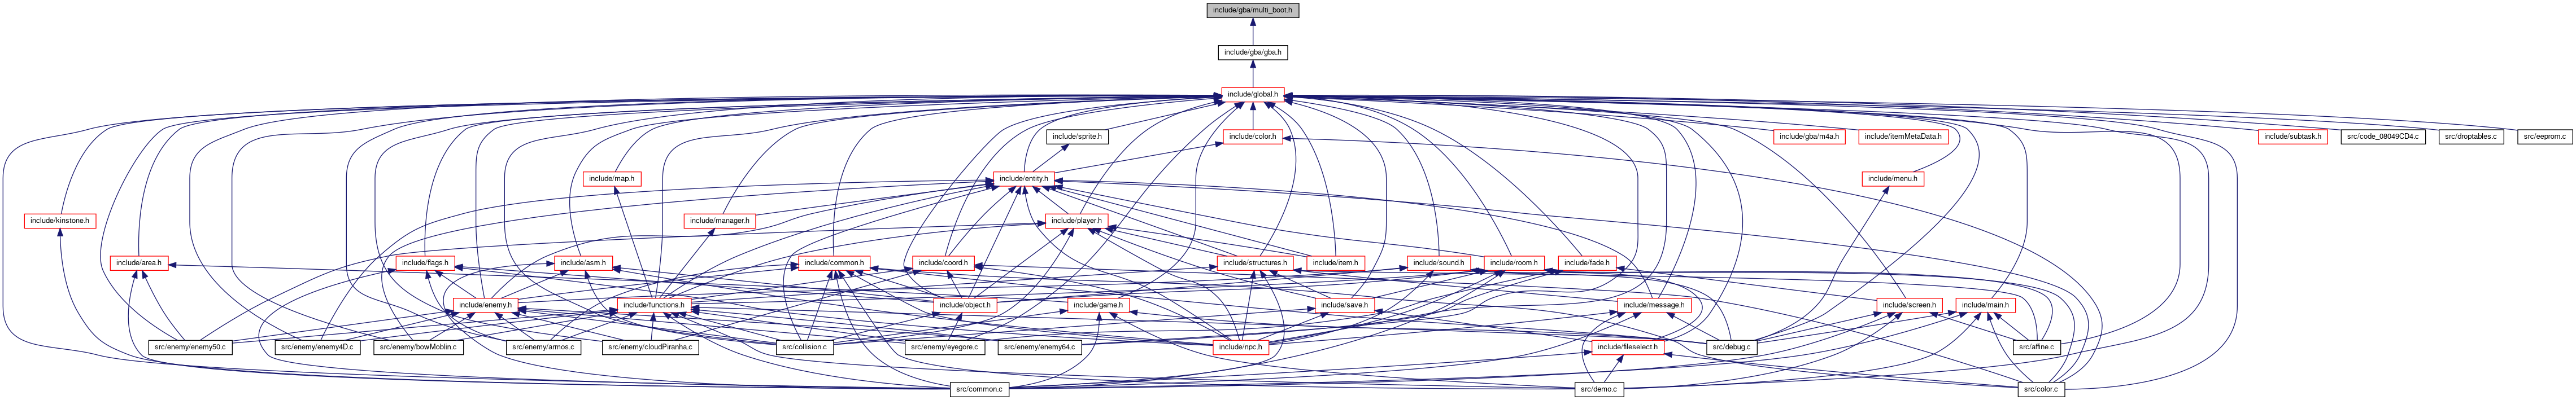 include/gba/multi_boot.h
include/gba/gba.h
include/global.h
include/sprite.h
include/color.h
include/gba/m4a.h
include/itemMetaData.h
include/subtask.h
src/code_08049CD4.c
src/droptables.c
src/eeprom.c
include/map.h
include/entity.h
include/menu.h
include/kinstone.h
include/manager.h
include/player.h
include/area.h
include/flags.h
include/asm.h
include/common.h
include/coord.h
include/structures.h
include/item.h
include/sound.h
include/room.h
include/fade.h
include/enemy.h
include/functions.h
include/object.h
include/game.h
include/save.h
include/message.h
include/screen.h
include/main.h
src/enemy/enemy50.c
src/enemy/enemy4D.c
src/enemy/bowMoblin.c
src/enemy/armos.c
src/enemy/cloudPiranha.c
src/collision.c
src/enemy/eyegore.c
src/enemy/enemy64.c
include/npc.h
include/fileselect.h
src/debug.c
src/affine.c
src/common.c
src/demo.c
src/color.c